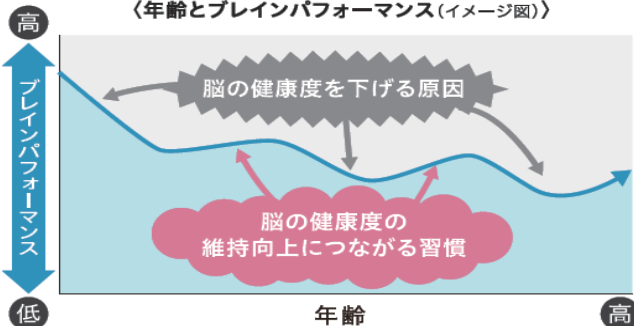 〈年齢とブレインパフォーマンス(イメージ図)〉
高
ブレインパフォーマンス
脳の健康度を下げる原因
脳の健康度の
維持向上につながる習慣
低
年齢
高